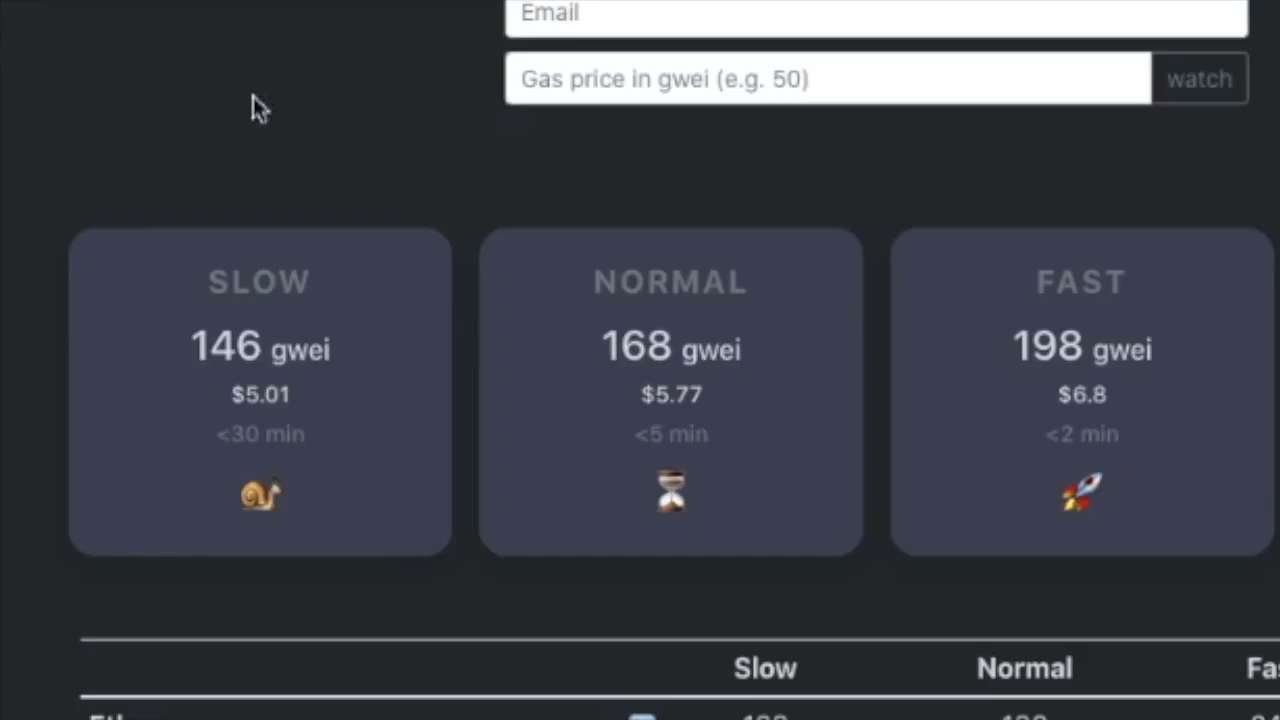 Email
Gas price in gwei (e.g. 50) watch
SLOW NORMAL FAST
146 gwei 168 gwei 198 gwei
$5.01 $5.77 $6.8
<30 min <5 min <2 min
Slow Normal